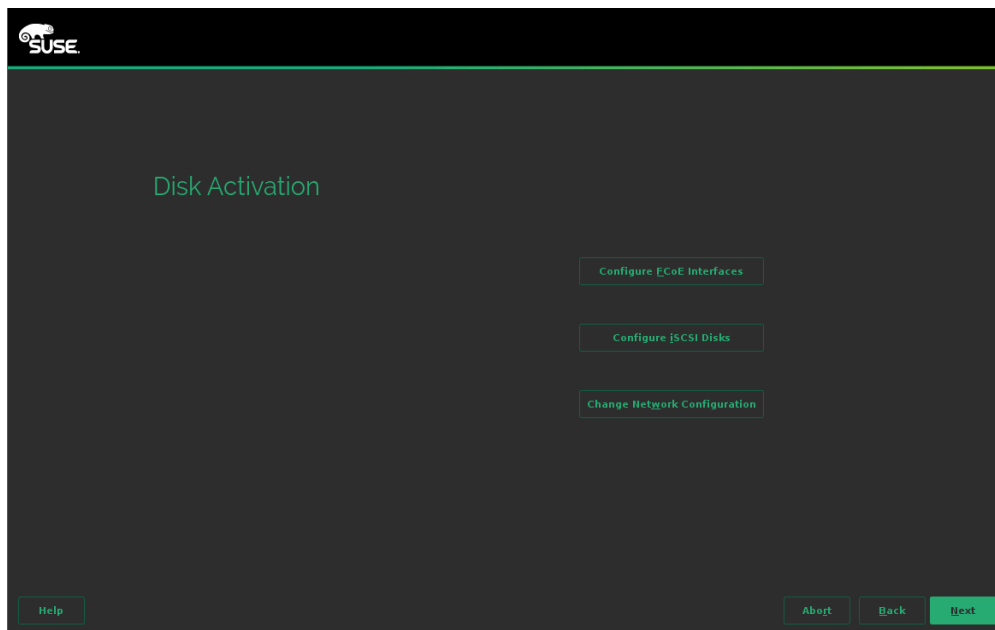 SUSE.
Disk Activation
Configure FCoE Interfaces
Configure iSCSI Disks
Change Network Configuration
Help
Abort
Back
Next